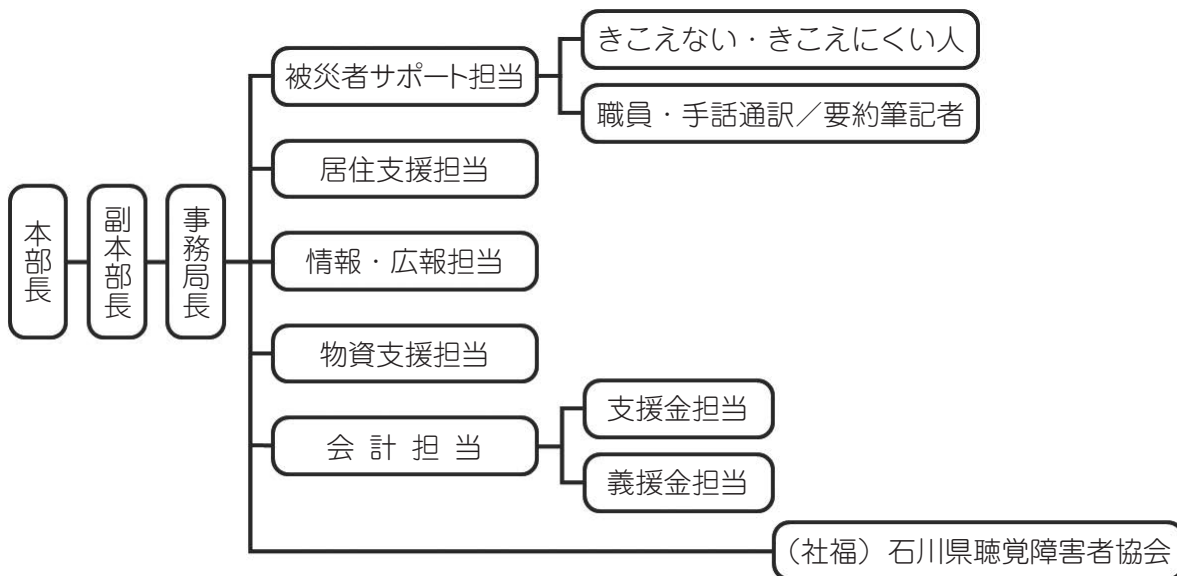 本部長
副本部長
事務局長
被災者サポート担当
きこえない・きこえにくい人
職員・手話通訳／要約筆記者
居住支援担当
情報・広報担当
物資支援担当
会計担当
支援金担当
義援金担当
（社福）石川県聴覚障害者協会